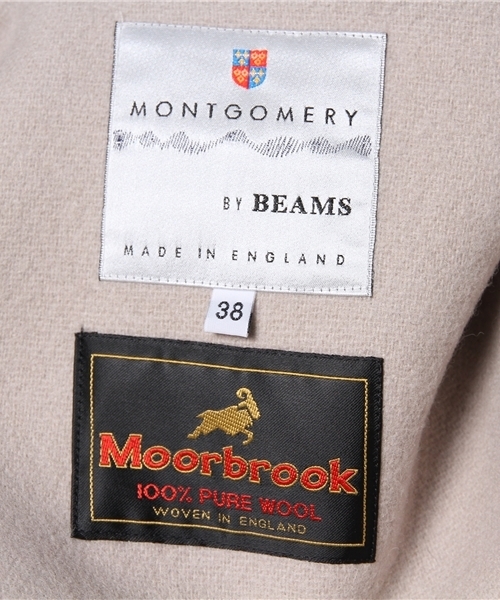 MONTGOMERY
BY BEAMS
MADE IN ENGLAND
38
Moorbrook
100% PURE WOOL
WOVEN IN ENGLAND